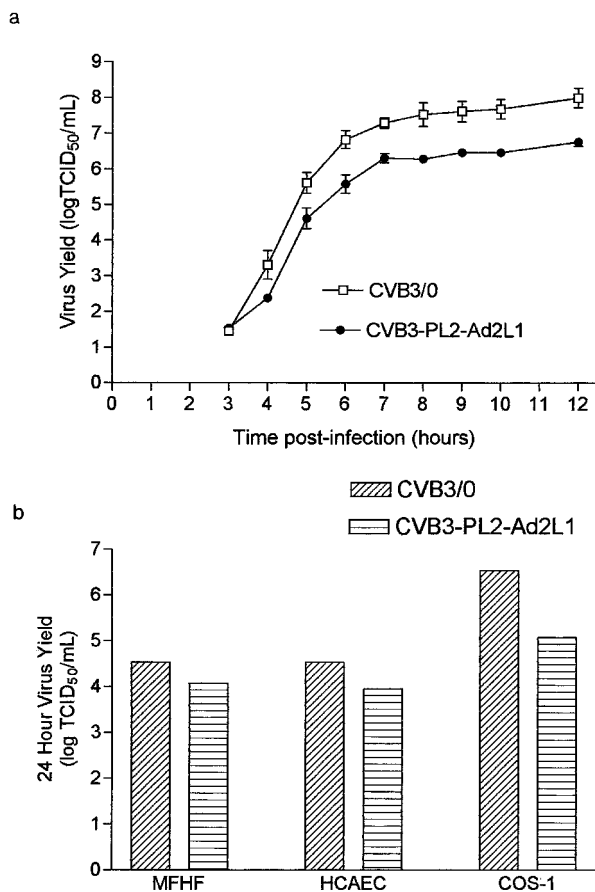 a
Virus Yield (logTCID50/mL)
9
8
7
6
5
4
3
2
1
0
CVB3/0
CVB3-PL2-Ad2L1
0 1 2 3 4 5 6 7 8 9 10 11 12
Time post-infection (hours)
b
CVB3/0
CVB3-PL2-Ad2L1
24 Hour Virus Yield
(log TCID50/mL)
7
6
5
4
3
2
1
0
MFHF HCAEC COS-1